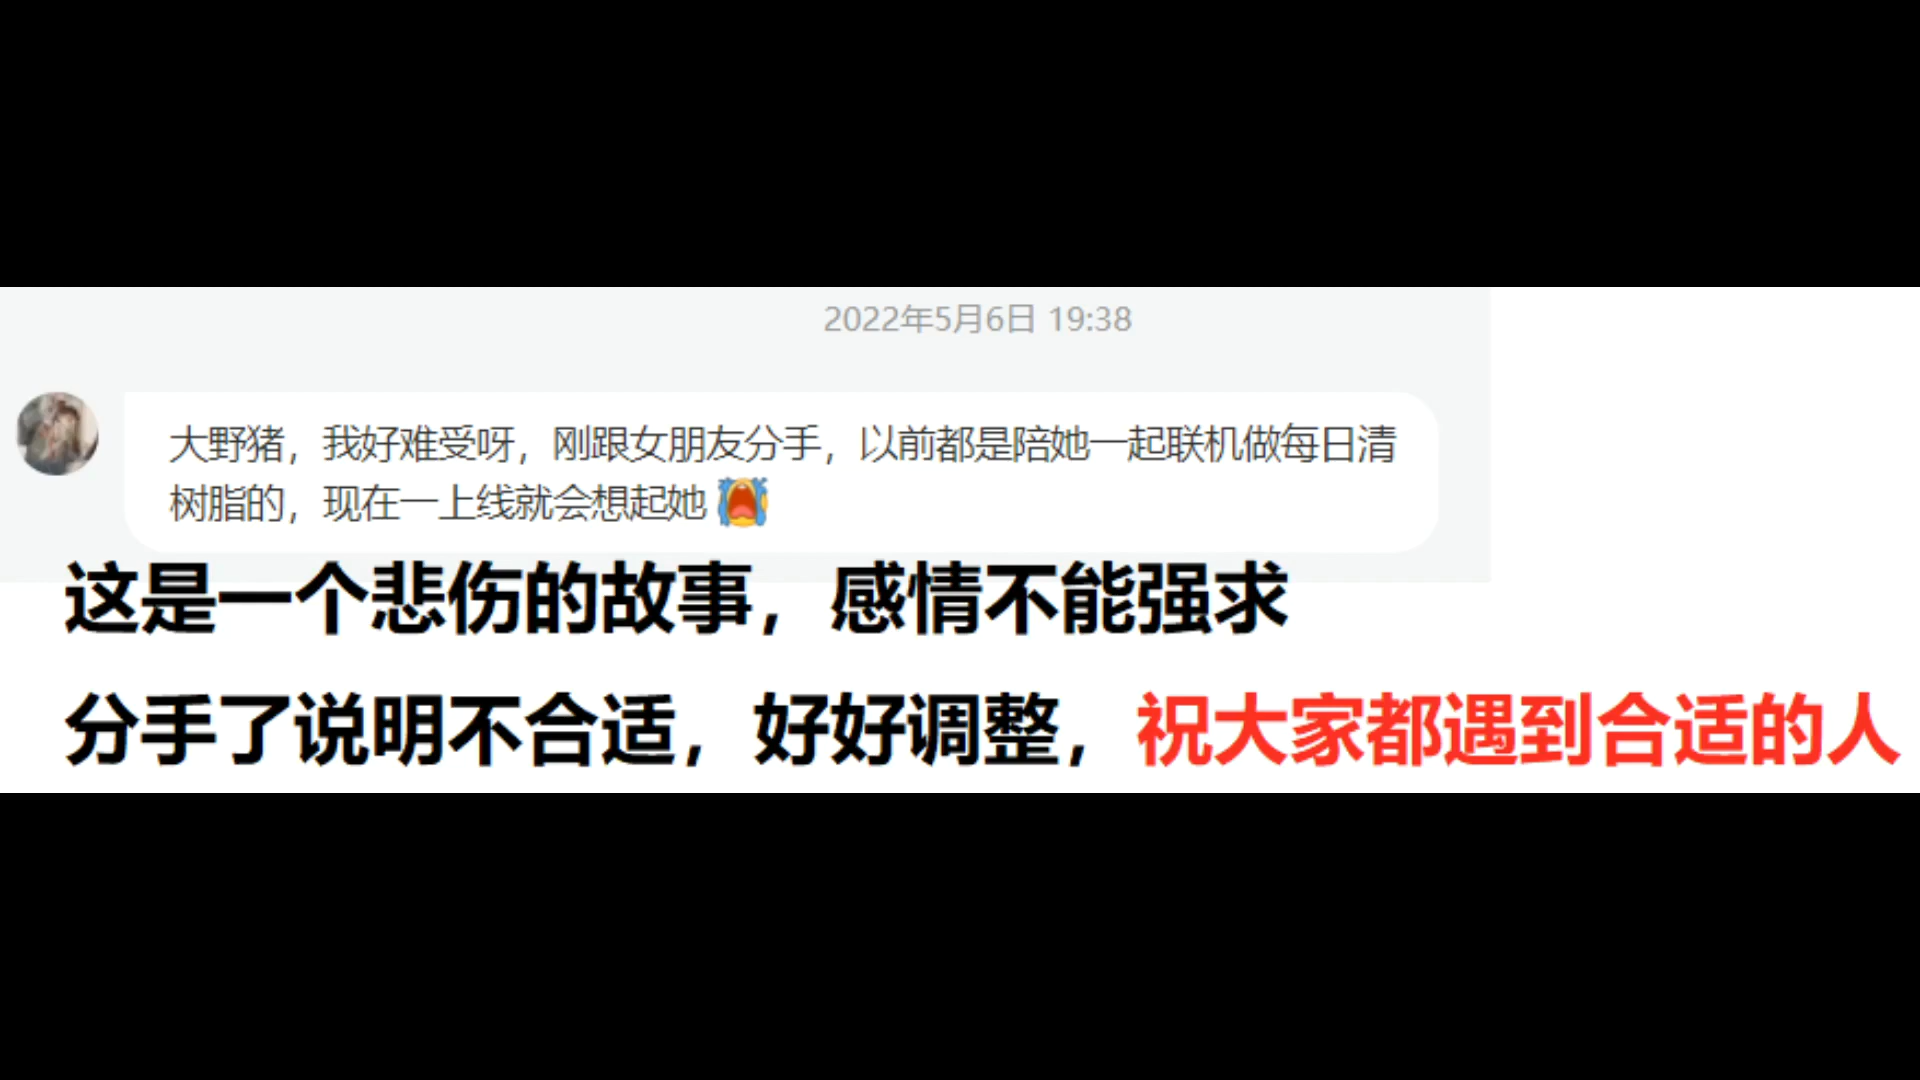 2022年5月6日 19:38
大野猪，我好难受呀，刚跟女朋友分手，以前都是陪她一起联机做每日清
树脂的，现在一上线就会想起她😭
这是一个悲伤的故事，感情不能强求
分手了说明不合适，好好调整，祝大家都遇到合适的人